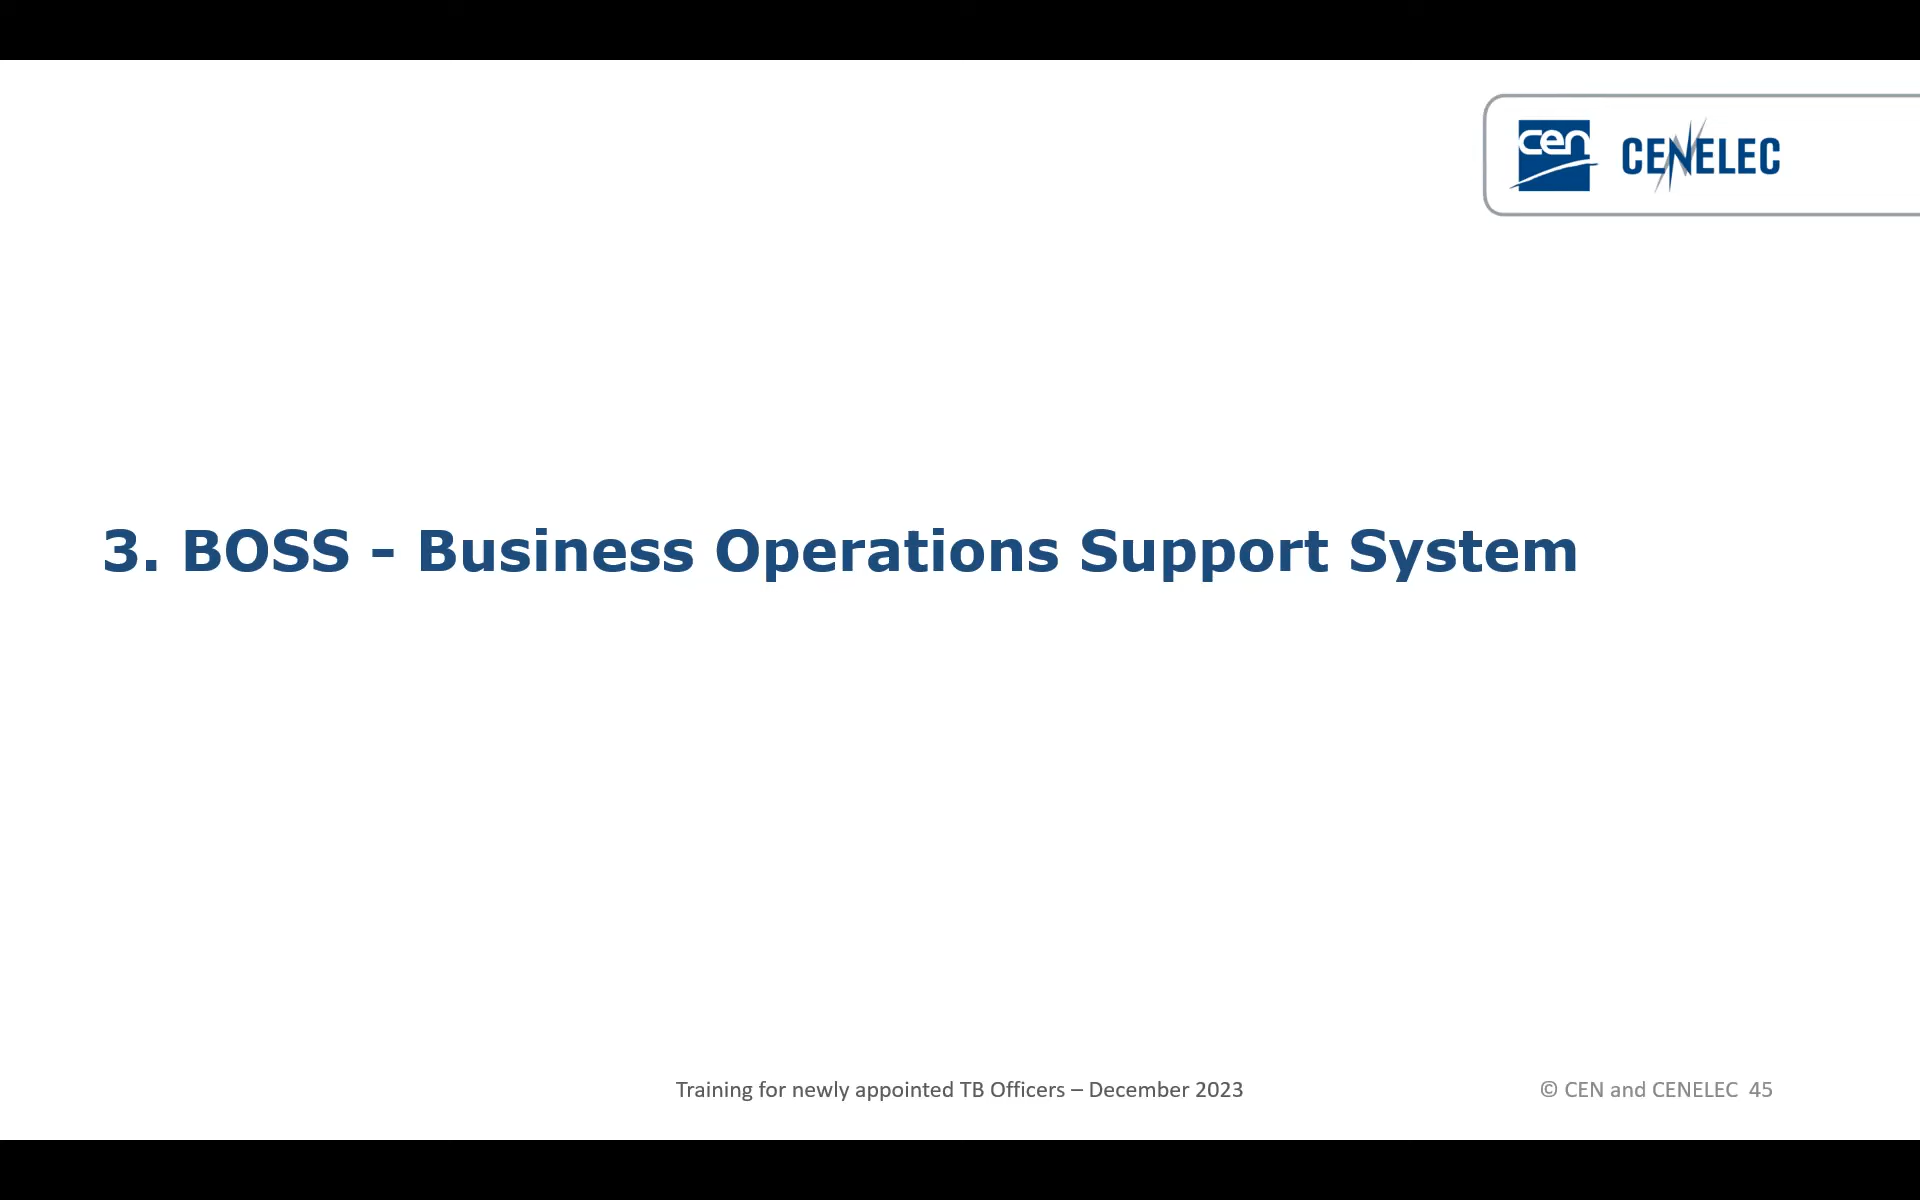 cen CENELEC
3. BOSS - Business Operations Support System
Training for newly appointed TB Officers – December 2023
© CEN and CENELEC 45